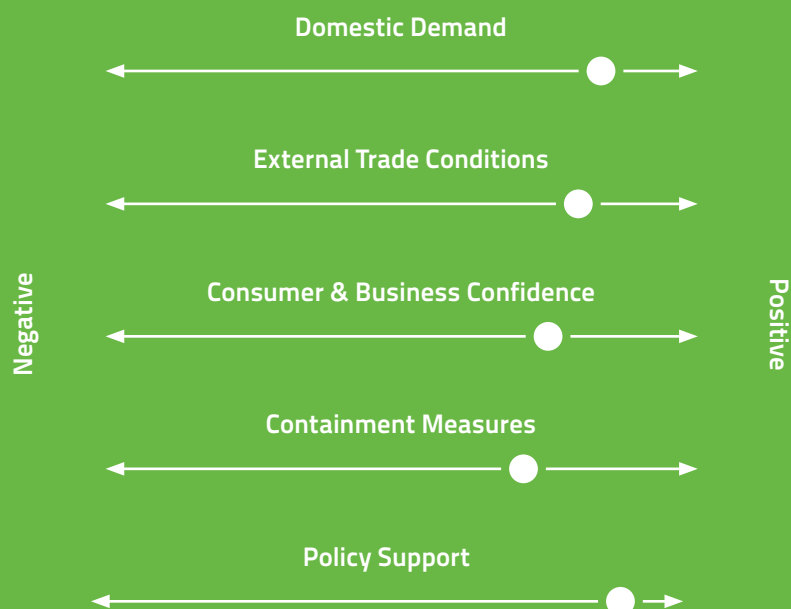 Domestic Demand
External Trade Conditions
Negative
Consumer & Business Confidence
Positive
Containment Measures
Policy Support